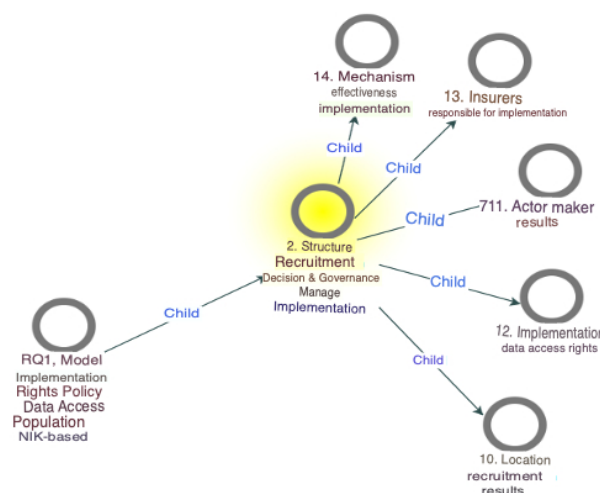 14. Mechanism
effectiveness
implementation
13. Insurers
responsible for implementation
Child
Child
711. Actor maker
results
Child
2. Structure
Recruitment
Decision & Governance
Manage
Implementation
Child
12. Implementation
data access rights
Child
RQ1, Model
Implementation
Rights Policy
Data Access
Population
NIK-based
Child
10. Location
recruitment
results